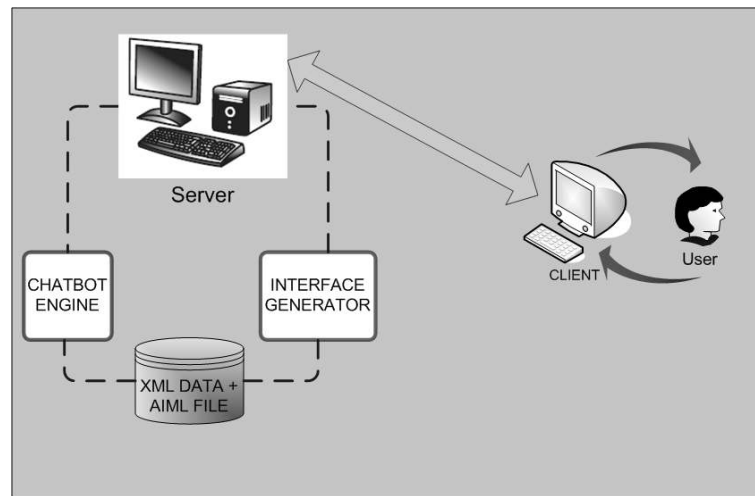 Server
CHATBOT
ENGINE
INTERFACE
GENERATOR
XML DATA +
AIML FILE
CLIENT
User